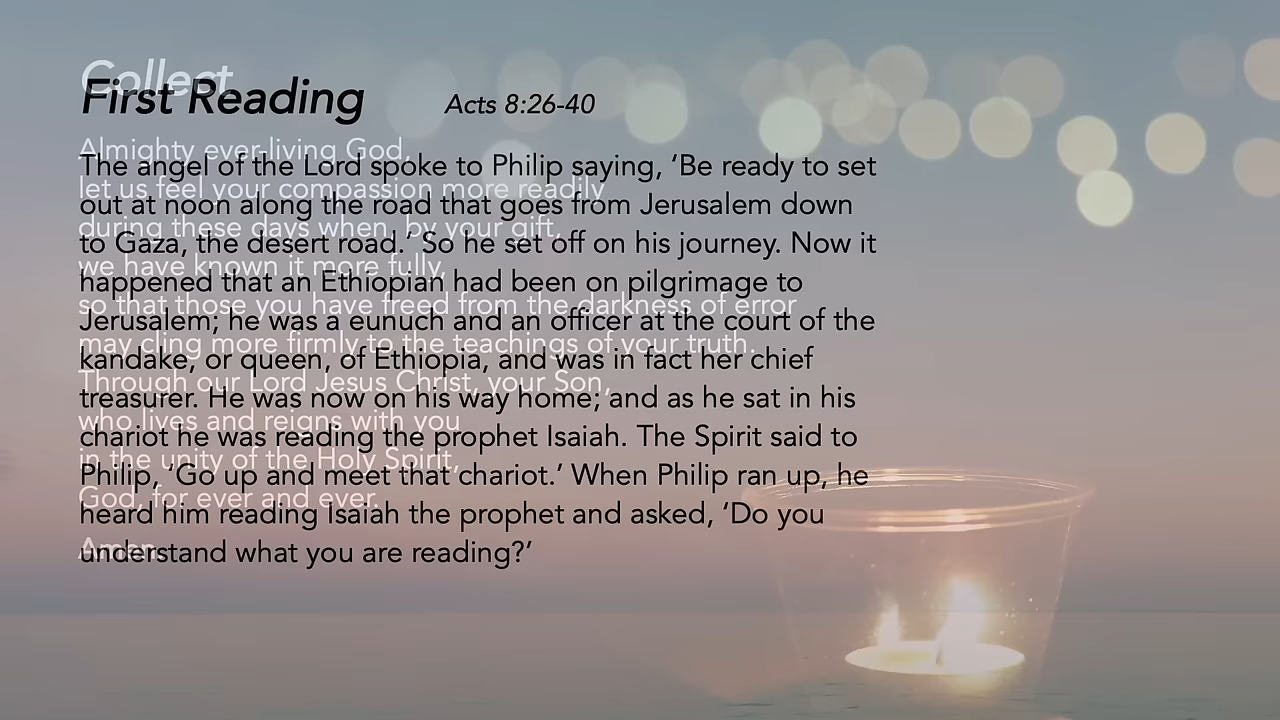 Collect
Almighty ever-living God,
let us feel your compassion more readily
during these days when, by your gift,
we have known it more fully,
so that those you have freed from the darkness of error
may cling more firmly to the teachings of your truth.
Through our Lord Jesus Christ, your Son,
who lives and reigns with you
in the unity of the Holy Spirit,
God, for ever and ever.
Amen.
First Reading Acts 8:26-40
The angel of the Lord spoke to Philip saying, ‘Be ready to set
out at noon along the road that goes from Jerusalem down
to Gaza, the desert road.’ So he set off on his journey. Now it
happened that an Ethiopian had been on pilgrimage to
Jerusalem; he was a eunuch and an officer at the court of the
kandake, or queen, of Ethiopia, and was in fact her chief
treasurer. He was now on his way home; and as he sat in his
chariot he was reading the prophet Isaiah. The Spirit said to
Philip, ‘Go up and meet that chariot.’ When Philip ran up, he
heard him reading Isaiah the prophet and asked, ‘Do you
understand what you are reading?’